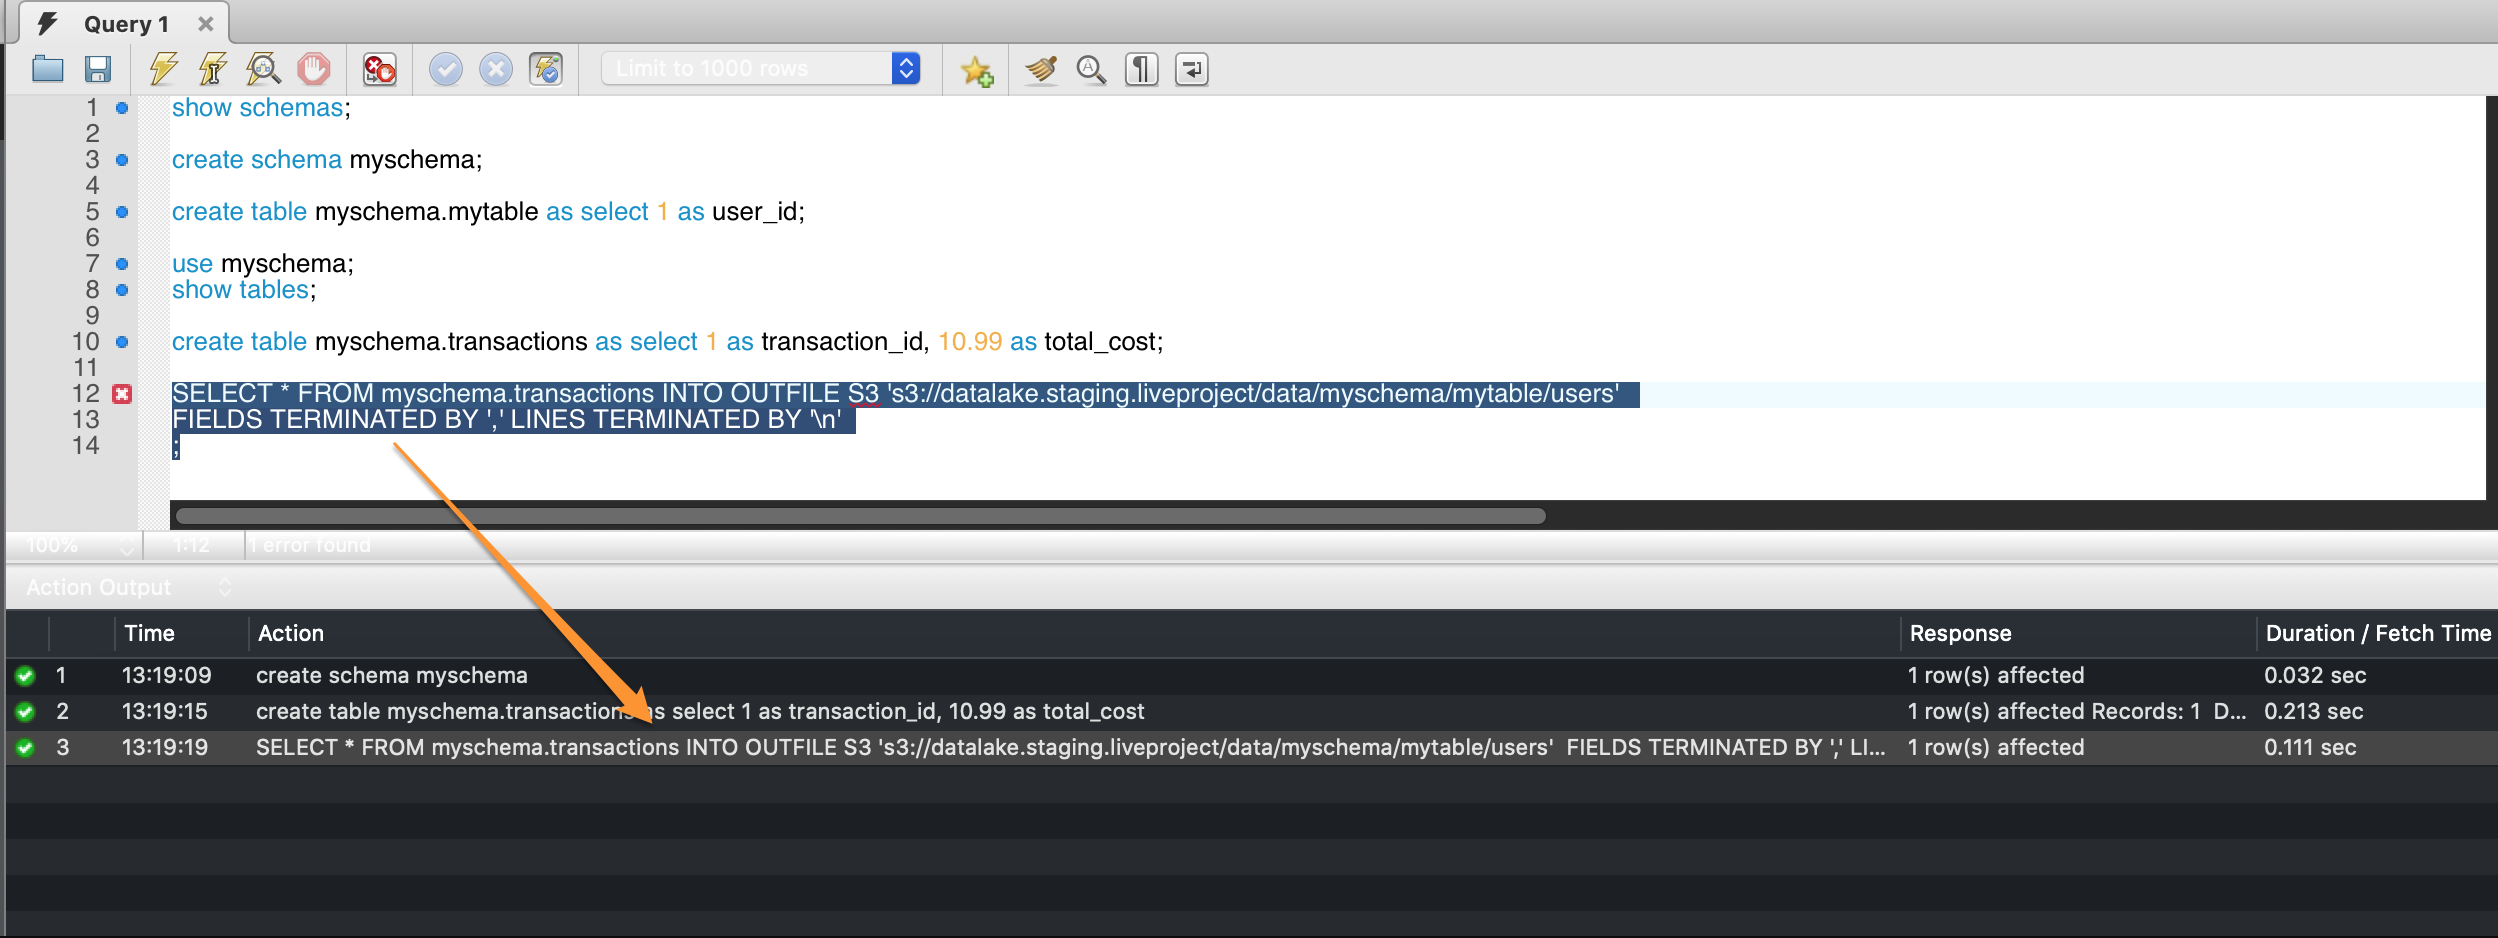 Query 1
Limit to 1000 rows
1 show schemas;
2
3 create schema myschema;
4
5 create table myschema.mytable as select 1 as user_id;
6
7 use myschema;
8 show tables;
9
10 create table myschema.transactions as select 1 as transaction_id, 10.99 as total_cost;
11
12 SELECT * FROM myschema.transactions INTO OUTFILE S3 's3://datalake.staging.liveproject/data/myschema/mytable/users'
13 FIELDS TERMINATED BY ',' LINES TERMINATED BY '\n'
14 ;
100% 1:12 1 error found
Action Output
Time Action Response Duration / Fetch Time
1 13:19:09 create schema myschema 1 row(s) affected 0.032 sec
2 13:19:15 create table myschema.transactions as select 1 as transaction_id, 10.99 as total_cost 1 row(s) affected Records: 1 D... 0.213 sec
3 13:19:19 SELECT * FROM myschema.transactions INTO OUTFILE S3 's3://datalake.staging.liveproject/data/myschema/mytable/users' FIELDS TERMINATED BY ',' LI... 1 row(s) affected 0.111 sec